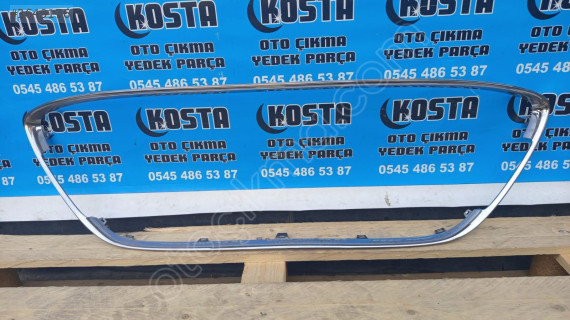 KOSTA KOSTA KOSTA KOSTA
OTO ÇIKMA OTO ÇIKMA OTO ÇIKMA OTO ÇIKMA
YEDEK PARÇA YEDEK PARÇA YEDEK PARÇA YEDEK PARÇA
0545 486 53 87 0545 486 53 87 0545 486 53 87 0545 486 53 87
KOSTA KOSTA KOSTA KOSTA
OTO ÇIKMA OTO ÇIKMA OTO ÇIKMA OTO ÇIKMA
YEDEK PARÇA YEDEK PARÇA YEDEK PARÇA YEDEK PARÇA
0545 486 53 87 0545 486 53 87 0545 486 53 87 0545 486 53 87